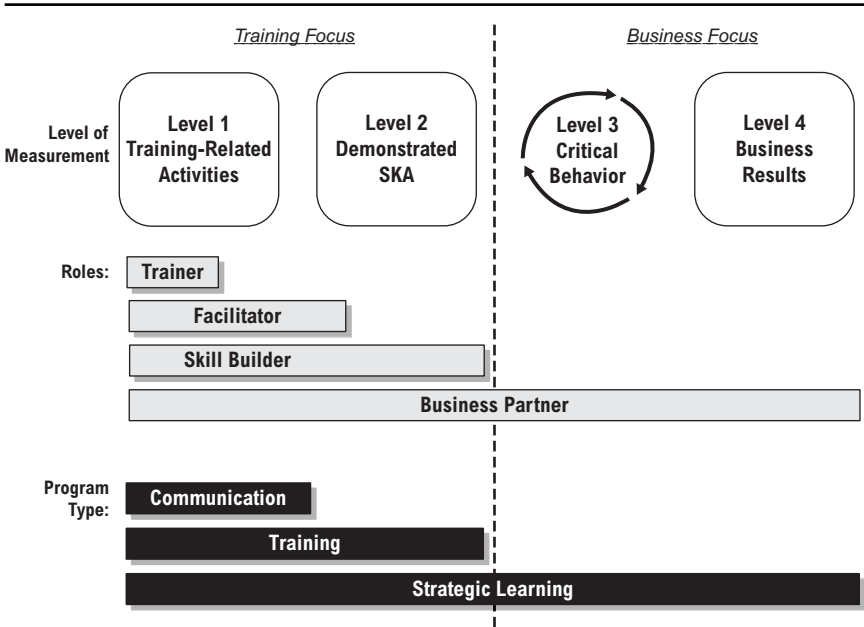 Training Focus
Business Focus
Level of
Measurement
Level 1
Training-Related
Activities
Level 2
Demonstrated
SKA
Level 3
Critical
Behavior
Level 4
Business
Results
Roles:
Trainer
Facilitator
Skill Builder
Business Partner
Program
Type:
Communication
Training
Strategic Learning